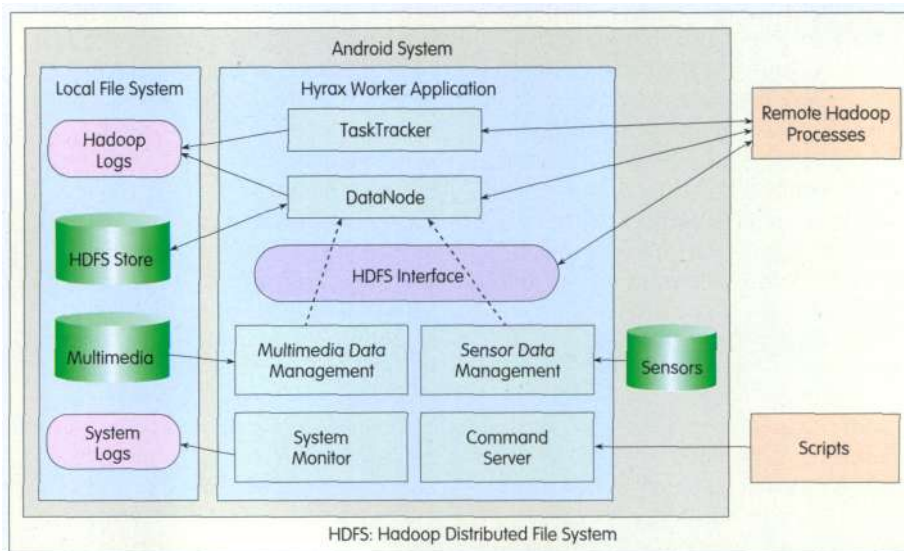 Android System
Local File System
Hyrax Worker Application
Hadoop
Logs
TaskTracker
Remote Hadoop
Processes
DataNode
HDFS Store
HDFS Interface
Multimedia
Multimedia Data
Management
Sensor Data
Management
Sensors
System
Logs
System
Monitor
Command
Server
Scripts
HDFS: Hadoop Distributed File System